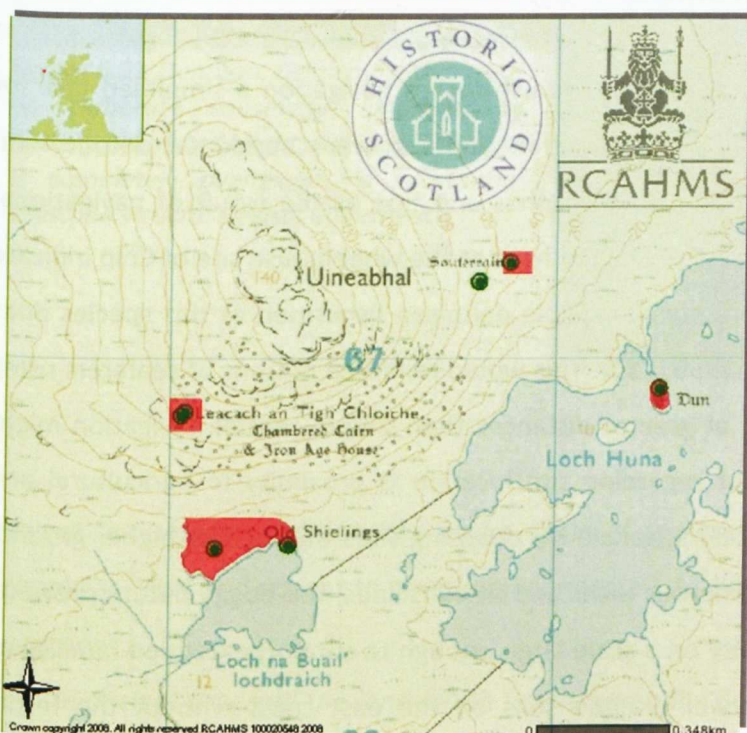 HISTORIC SCOTLAND
RCAHMS
Souterrain
140
Uineabhal
67
Dun
Leacach an Tigh Chloiche
Chambered Cairn
& Iron Age House
Loch Huna
Old Shielings
Loch na Buail'
Iochdraich
12
Crown copyright 2008. All rights reserved RCAHMS 100020548 2008
0
0.348km